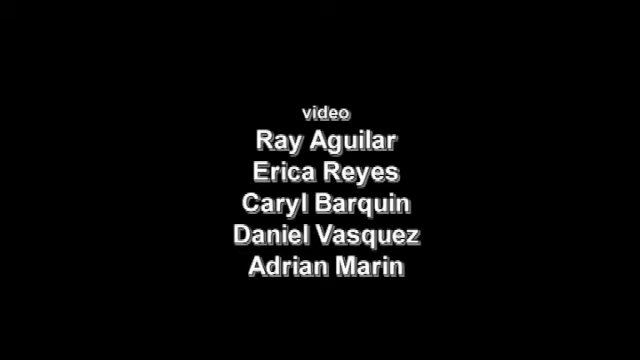 video
Ray Aguilar
Erica Reyes
Caryl Barquin
Daniel Vasquez
Adrian Marin